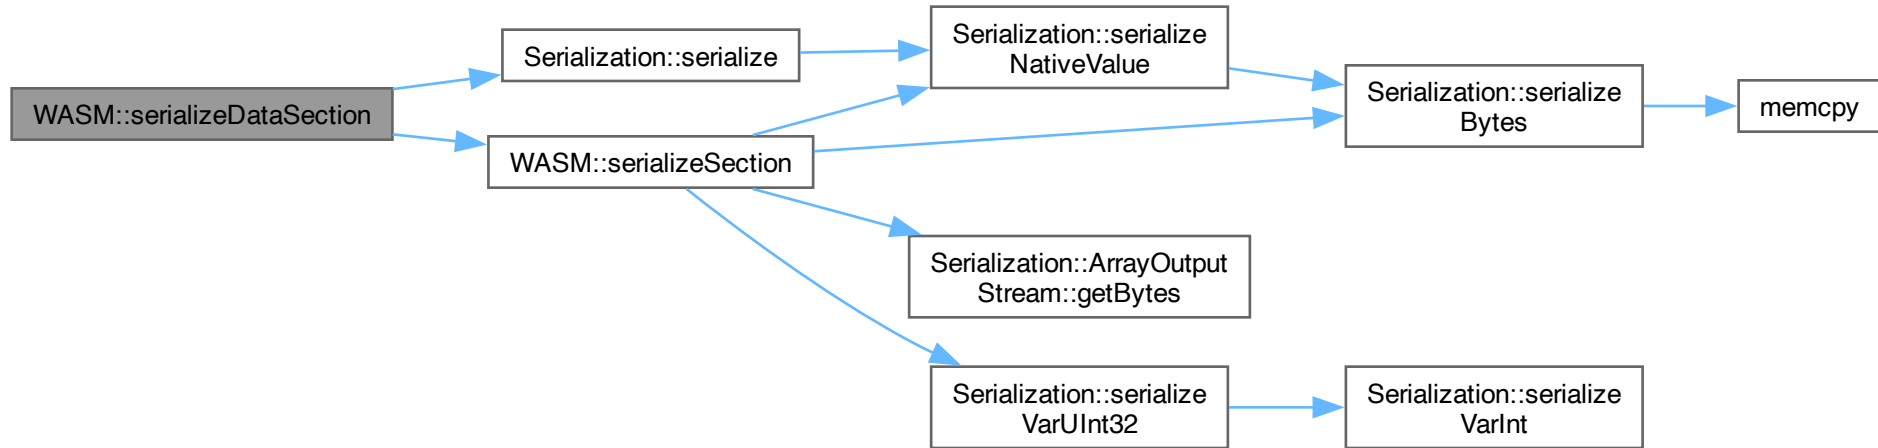 WASM::serializeDataSection
Serialization::serialize
WASM::serializeSection
Serialization::serialize
NativeValue
Serialization::ArrayOutput
Stream::getBytes
Serialization::serialize
VarUInt32
Serialization::serialize
Bytes
Serialization::serialize
VarInt
memcpy